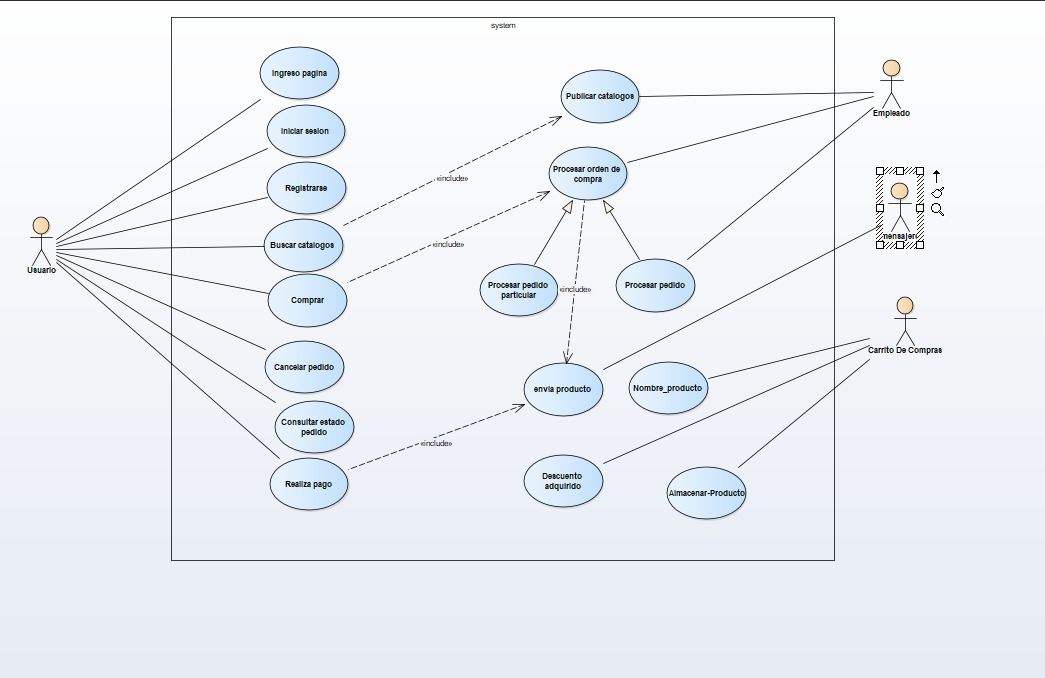 system
Ingreso pagina
Iniciar sesion
Registrarse
Buscar catalogos
Comprar
Cancelar pedido
Consultar estado
pedido
Realiza pago
Usuario
«include»
«include»
«include»
«include»
Publicar catalogos
Procesar orden de
compra
Procesar pedido
particular
Procesar pedido
envia producto
Nombre_producto
Descuento
adquirido
Almacenar-Producto
Empleado
mensajero
Carrito De Compras